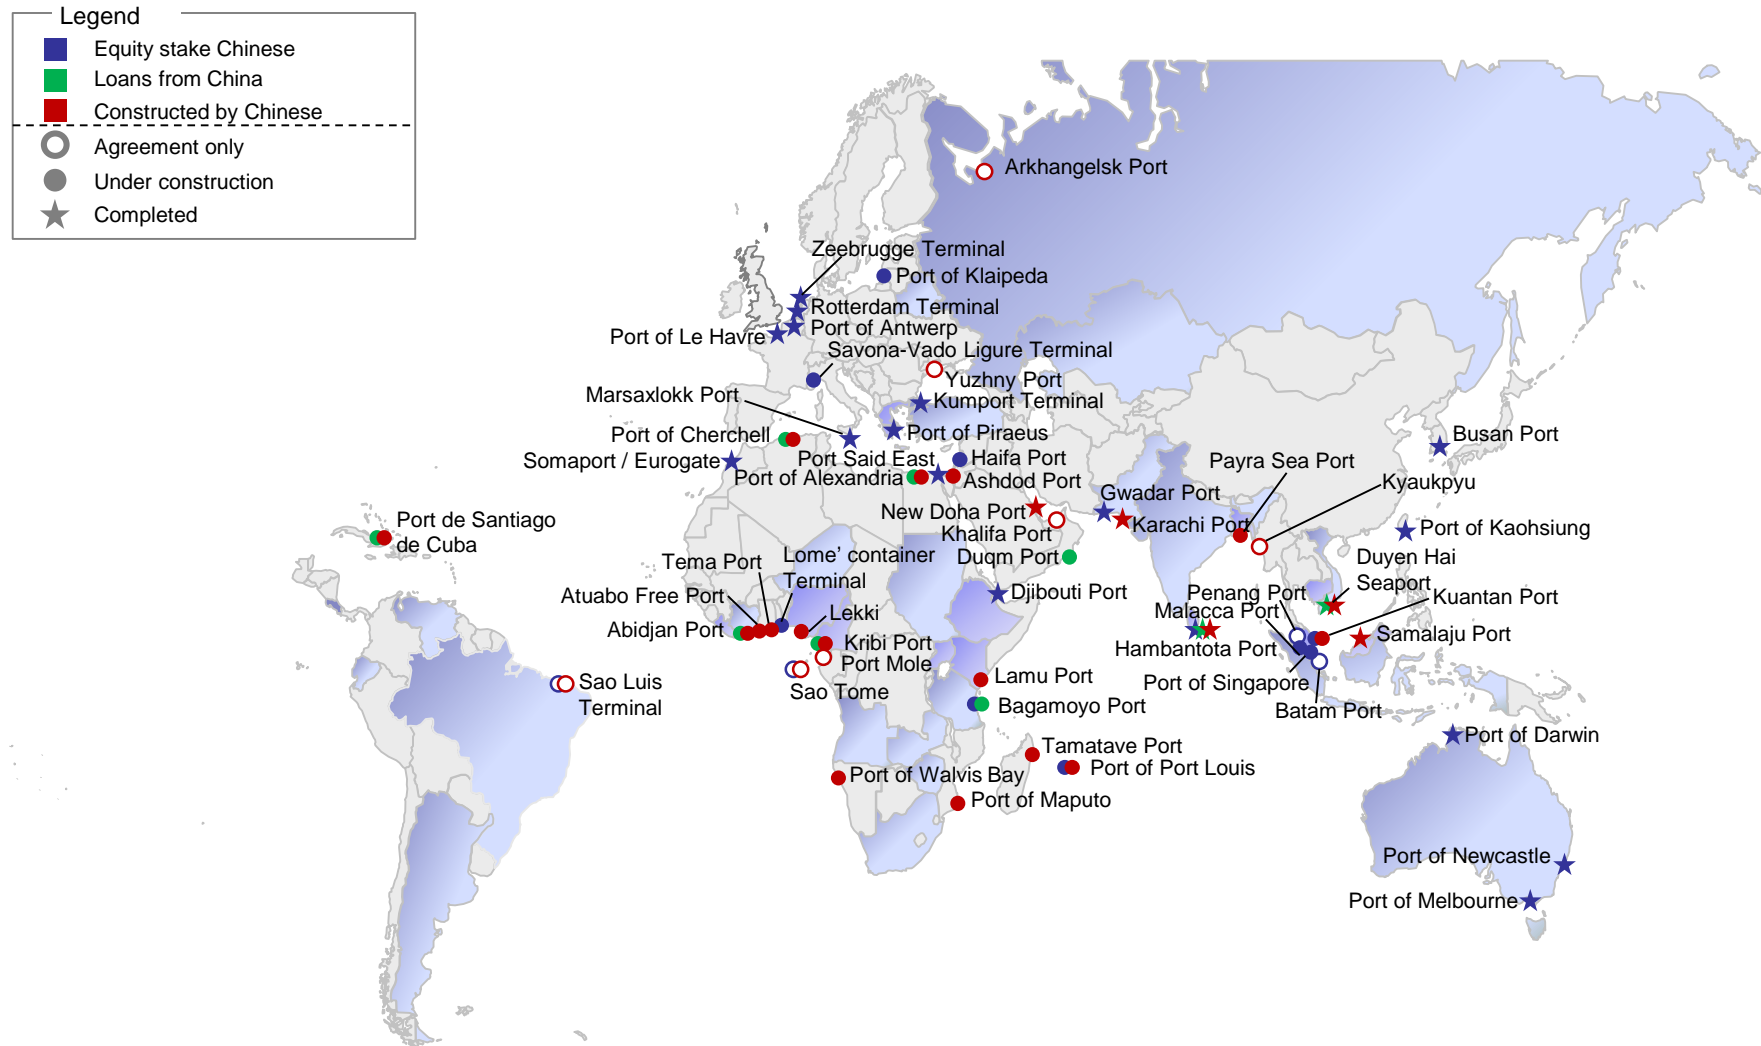 Legend
Equity stake Chinese
Loans from China
Constructed by Chinese
Agreement only
Under construction
Completed
Arkhangelsk Port
Zeebrugge Terminal
Port of Klaipeda
Rotterdam Terminal
Port of Antwerp
Port of Le Havre
Savona-Vado Ligure Terminal
Yuzhny Port
Marsaxlokk Port
Kumport Terminal
Port of Cherchell
Port of Piraeus
Busan Port
Somaport / Eurogate
Port Said East
Haifa Port
Payra Sea Port
Port of Alexandria
Ashdod Port
Kyaukpyu
Gwadar Port
New Doha Port
Karachi Port
Port de Santiago
de Cuba
Khalifa Port
Port of Kaohsiung
Duqm Port
Tema Port
Lome’ container
Terminal
Duyen Hai
Seaport
Atuabo Free Port
Djibouti Port
Penang Port
Kuantan Port
Malacca Port
Abidjan Port
Lekki
Kribi Port
Hambantota Port
Samalaju Port
Port Mole
Sao Tome
Lamu Port
Port of Singapore
Sao Luis
Terminal
Bagamoyo Port
Batam Port
Port of Darwin
Tamatave Port
Port of Port Louis
Port of Walvis Bay
Port of Maputo
Port of Newcastle
Port of Melbourne